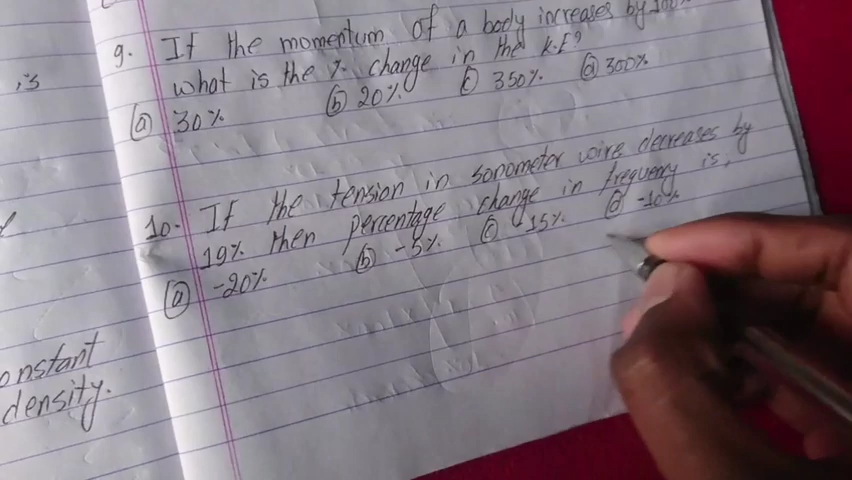 is
onstant
density.
9. If the momentum of a body increases by 100%
what is the % change in the k.E?
(a) 30% (b) 20% (c) 350% (d) 300%
10. If the tension in sonometer wire decreases by
19% then percentage change in frequency is,
(a) -20% (b) -5% (c) -15% (d) -10%